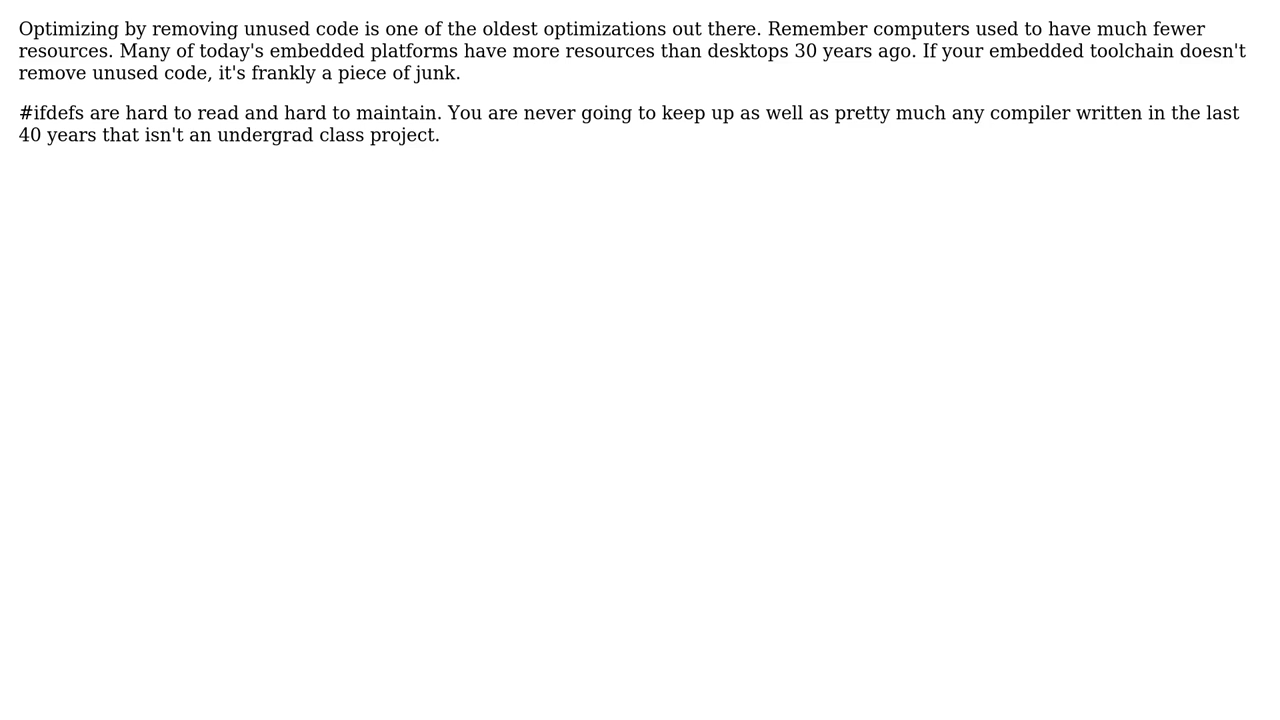 Optimizing by removing unused code is one of the oldest optimizations out there. Remember computers used to have much fewer
resources. Many of today's embedded platforms have more resources than desktops 30 years ago. If your embedded toolchain doesn't
remove unused code, it's frankly a piece of junk.
#ifdefs are hard to read and hard to maintain. You are never going to keep up as well as pretty much any compiler written in the last
40 years that isn't an undergrad class project.